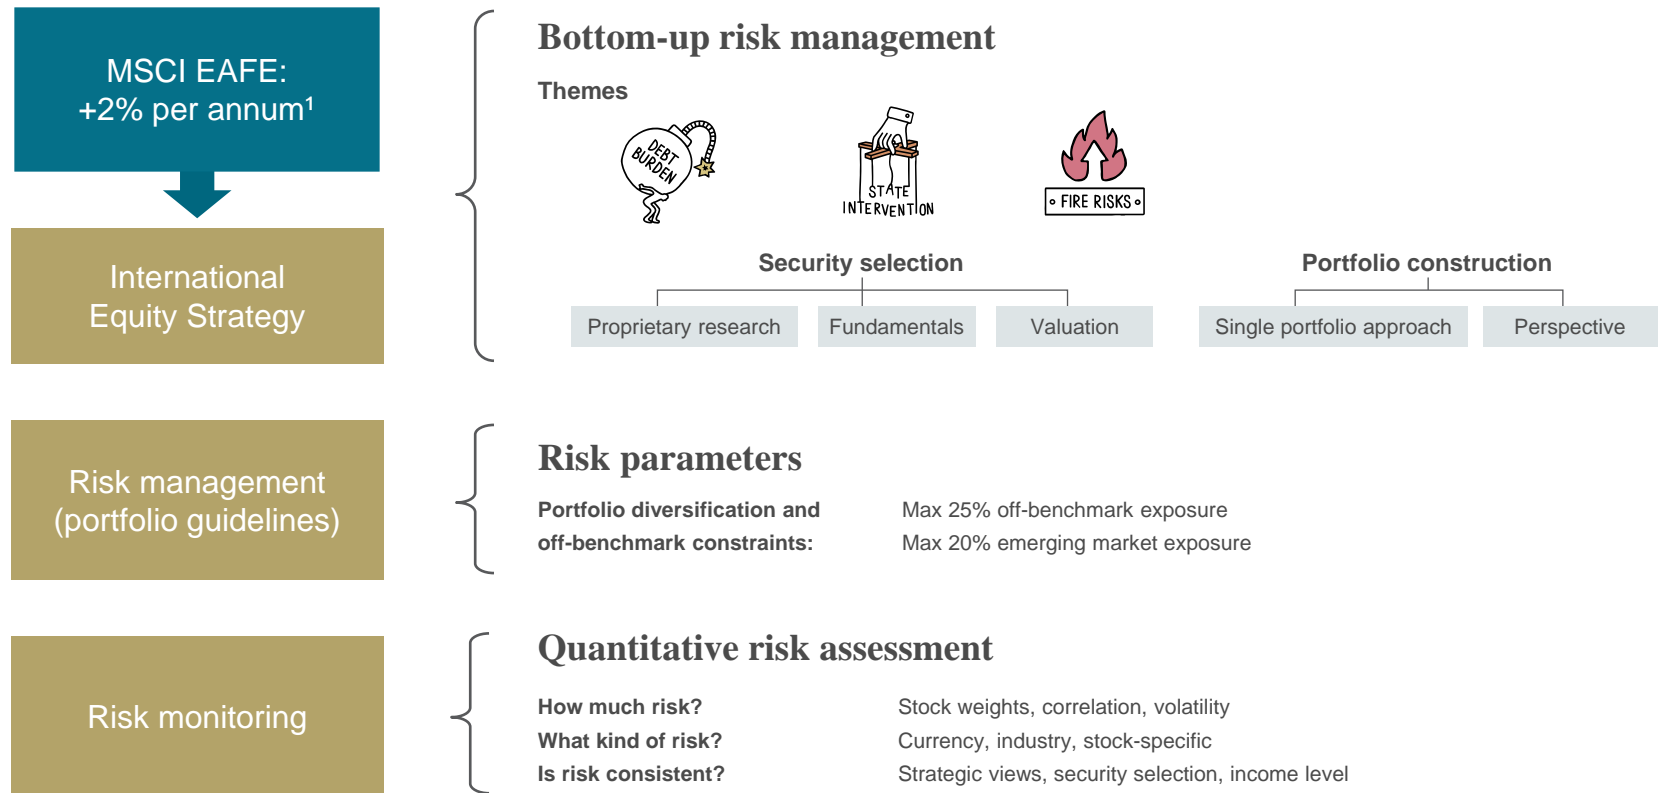 MSCI EAFE:
+2% per annum¹
International
Equity Strategy
Bottom-up risk management
Themes
DEBT
BURDEN
STATE
INTERVENTION
FIRE RISKS
Security selection
Portfolio construction
Proprietary research
Fundamentals
Valuation
Single portfolio approach
Perspective
Risk management
(portfolio guidelines)
Risk parameters
Portfolio diversification and
off-benchmark constraints:
Max 25% off-benchmark exposure
Max 20% emerging market exposure
Risk monitoring
Quantitative risk assessment
How much risk? Stock weights, correlation, volatility
What kind of risk? Currency, industry, stock-specific
Is risk consistent? Strategic views, security selection, income level